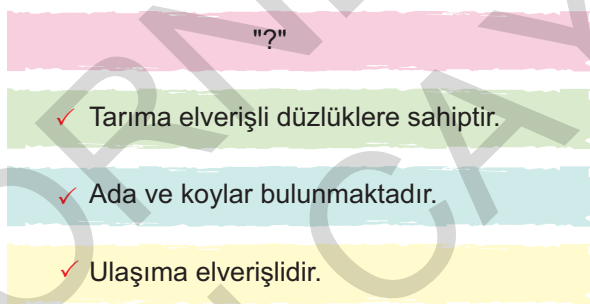 "?"
✓ Tarıma elverişli düzlüklere sahiptir.
✓ Ada ve koylar bulunmaktadır.
✓ Ulaşıma elverişlidir.